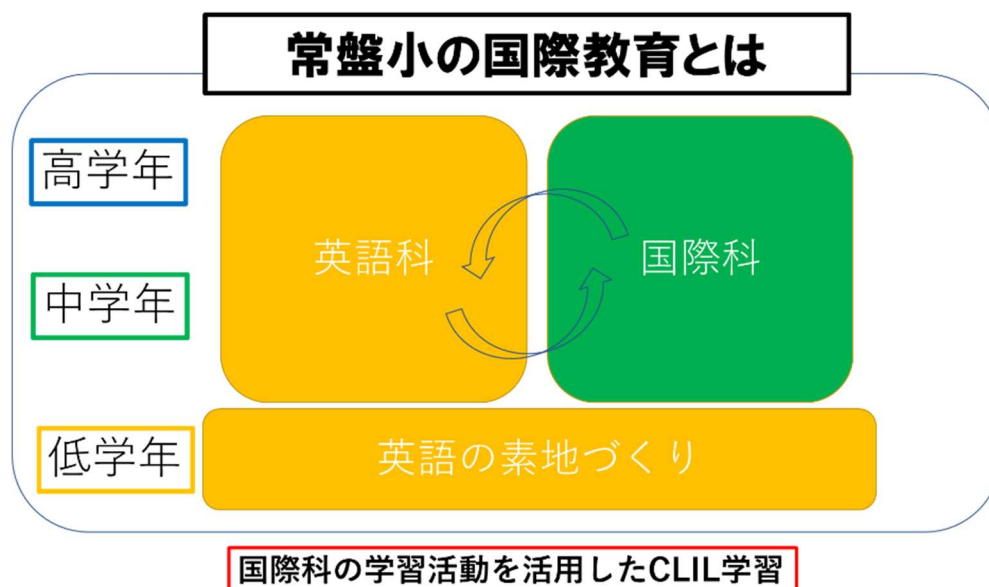 常盤小の国際教育とは
高学年
英語科
国際科
中学年
低学年
英語の素地づくり
国際科の学習活動を活用したCLIL学習